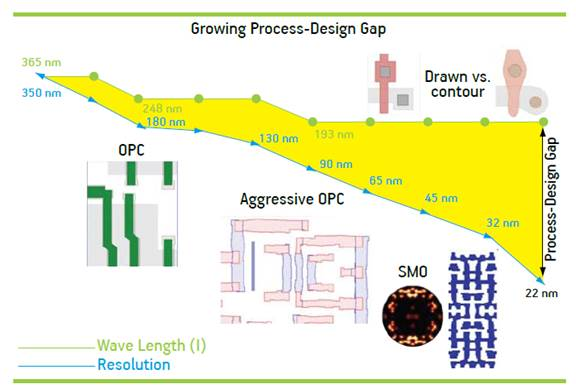 Growing Process-Design Gap
365 nm
350 nm
248 nm
180 nm
130 nm
193 nm
90 nm
65 nm
45 nm
32 nm
22 nm
Drawn vs.
contour
Process-Design Gap
OPC
Aggressive OPC
SMO
Wave Length (I)
Resolution